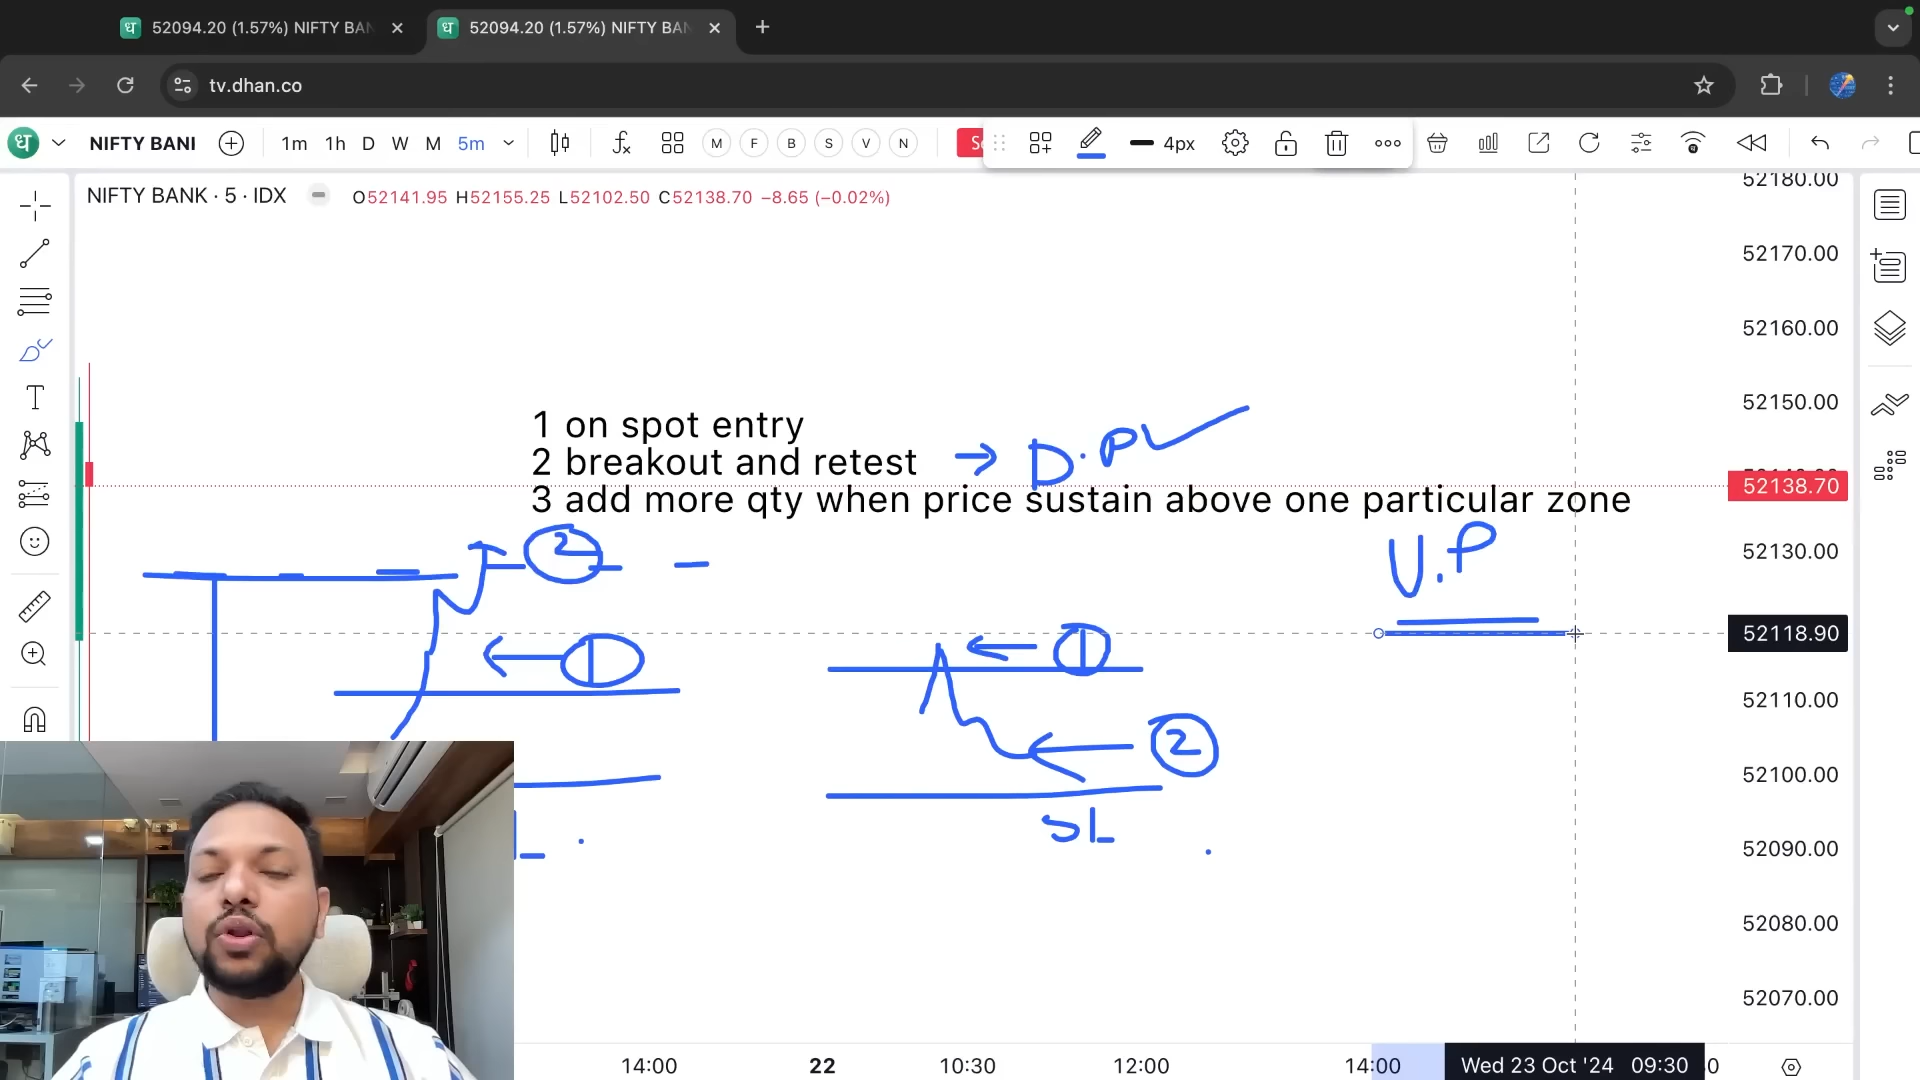 52094.20 (1.57%) NIFTY BAN
52094.20 (1.57%) NIFTY BAN
tv.dhan.co
NIFTY BANI
1m 1h D W M 5m
M F B S V N
4px
NIFTY BANK · 5 · IDX
O52141.95 H52155.25 L52102.50 C52138.70 −8.65 (−0.02%)
52180.00
52170.00
52160.00
52150.00
1 on spot entry
2 breakout and retest → D.P
52138.70
3 add more qty when price sustain above one particular zone
2
V.P
52130.00
1
1
52118.90
52110.00
2
52100.00
SL
52090.00
52080.00
52070.00
14:00 22 10:30 12:00 14:00 Wed 23 Oct '24 09:30